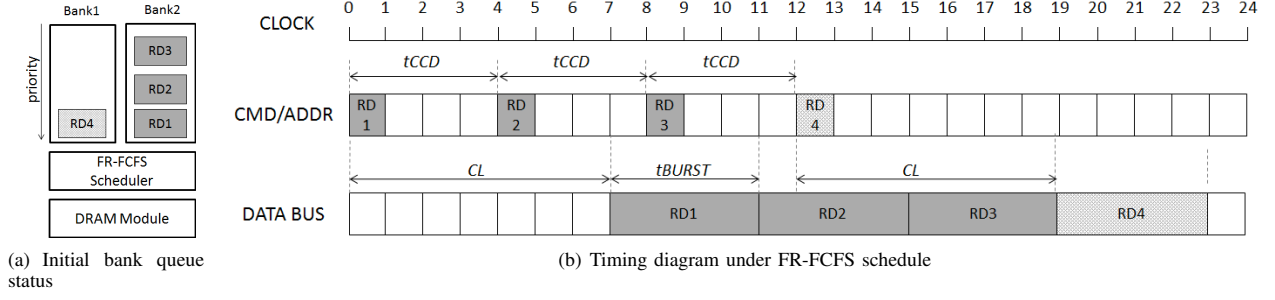 Bank1 Bank2
priority
RD3
RD2
RD4 RD1
FR-FCFS
Scheduler
DRAM Module
(a) Initial bank queue
status
0 1 2 3 4 5 6 7 8 9 10 11 12 13 14 15 16 17 18 19 20 21 22 23 24
CLOCK
tCCD tCCD tCCD
CMD/ADDR
RD RD RD RD
1 2 3 4
CL tBURST CL
DATA BUS RD1 RD2 RD3 RD4
(b) Timing diagram under FR-FCFS schedule